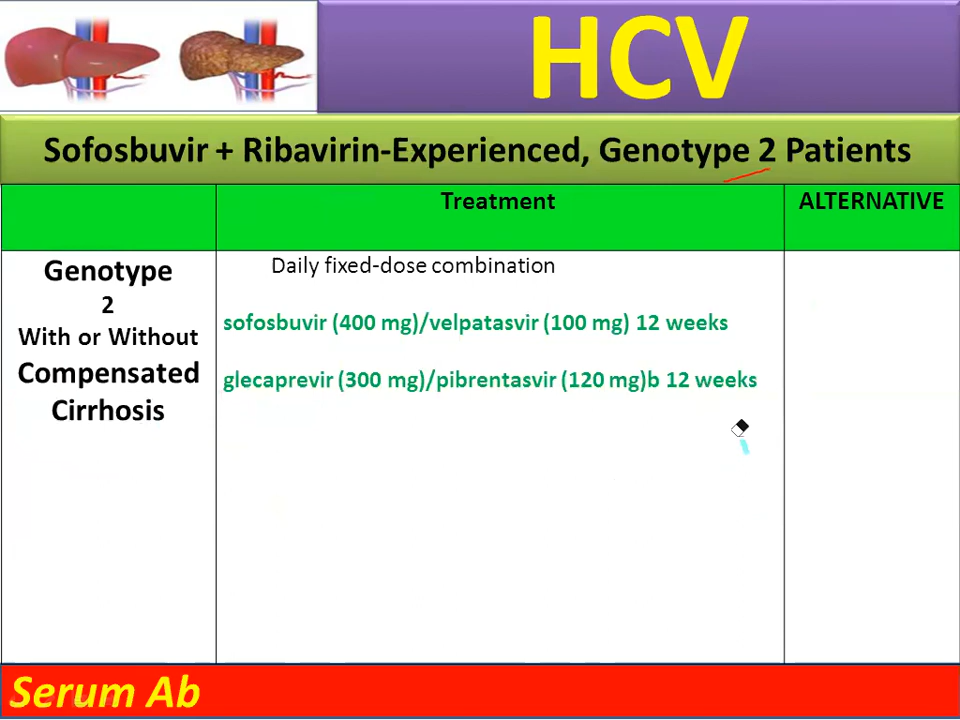 HCV
Sofosbuvir + Ribavirin-Experienced, Genotype 2 Patients
Treatment
ALTERNATIVE
Genotype
2
With or Without
Compensated
Cirrhosis
Daily fixed-dose combination
sofosbuvir (400 mg)/velpatasvir (100 mg) 12 weeks
glecaprevir (300 mg)/pibrentasvir (120 mg)b 12 weeks
Serum Ab